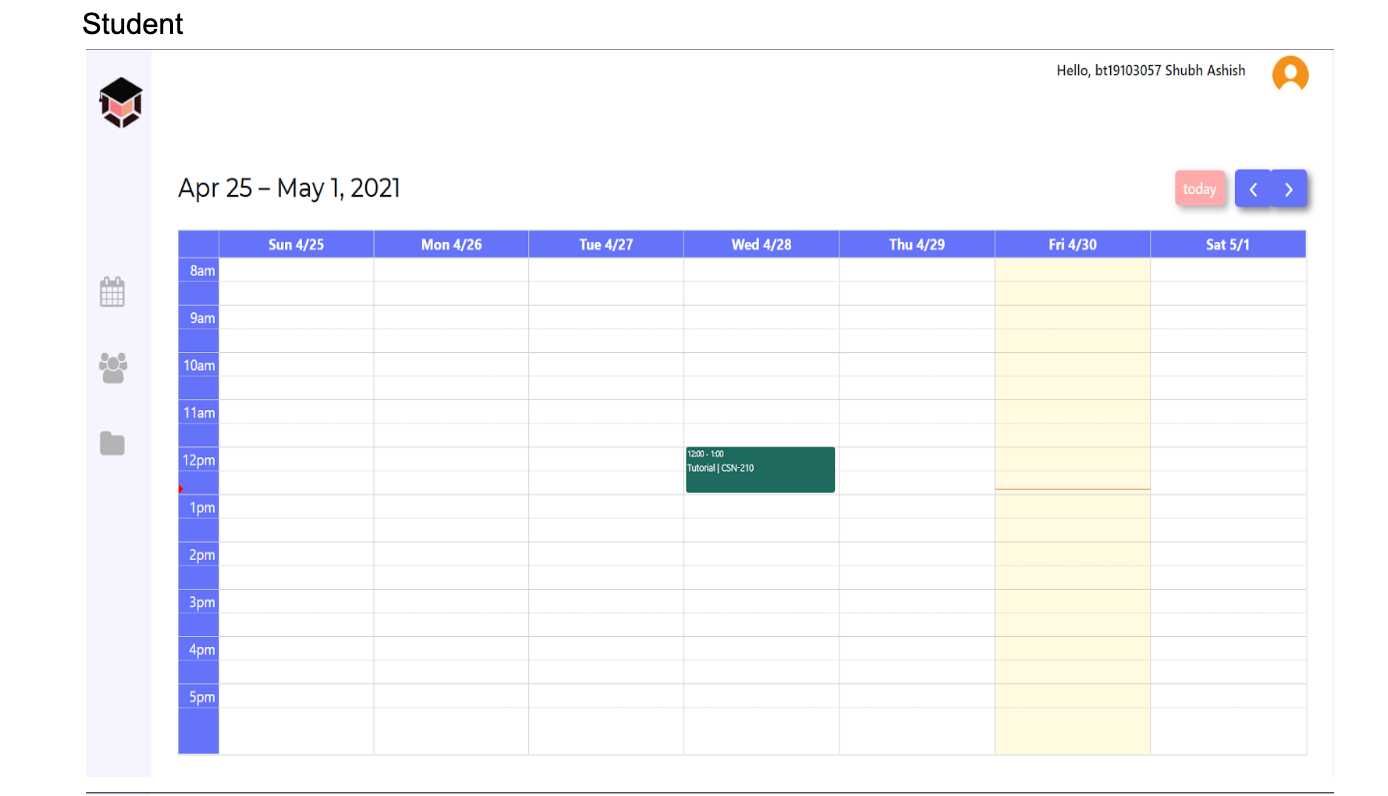 Student
Hello, bt19103057 Shubh Ashish
Apr 25 – May 1, 2021
today
Sun 4/25 Mon 4/26 Tue 4/27 Wed 4/28 Thu 4/29 Fri 4/30 Sat 5/1
8am
9am
10am
11am
12pm
12:00 - 1:00
Tutorial | CSN-210
1pm
2pm
3pm
4pm
5pm